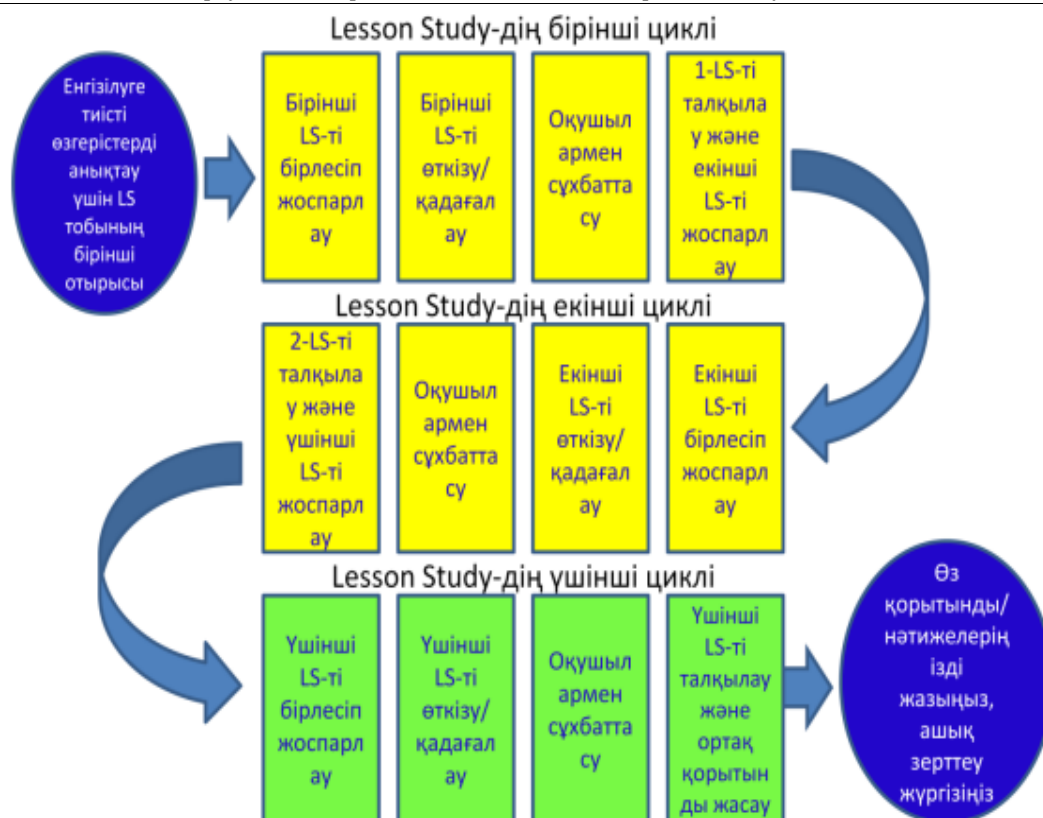 Lesson Study-дің бірінші циклі
Енгізілуге
тиісті
өзгерістерді
анықтау
үшін LS
тобының
бірінші
отырысы
Бірінші
LS-ті
бірлесіп
жоспарл
ау
Бірінші
LS-ті
өткізу/
қадағал
ау
Оқушыл
армен
сұхбатта
су
1-LS-ті
талқыла
у және
екінші
LS-ті
жоспарл
ау
Lesson Study-дің екінші циклі
2-LS-ті
талқыла
у және
үшінші
LS-ті
жоспарл
ау
Оқушыл
армен
сұхбатта
су
Екінші
LS-ті
өткізу/
қадағал
ау
Екінші
LS-ті
бірлесіп
жоспарл
ау
Lesson Study-дің үшінші циклі
Үшінші
LS-ті
бірлесіп
жоспарл
ау
Үшінші
LS-ті
өткізу/
қадағал
ау
Оқушыл
армен
сұхбатта
су
Үшінші
LS-ті
талқылау
және
ортақ
қорытын
ды жасау
Өз
қорытынды/
нәтижелерің
ізді
жазыңыз,
ашық
зерттеу
жүргізіңіз